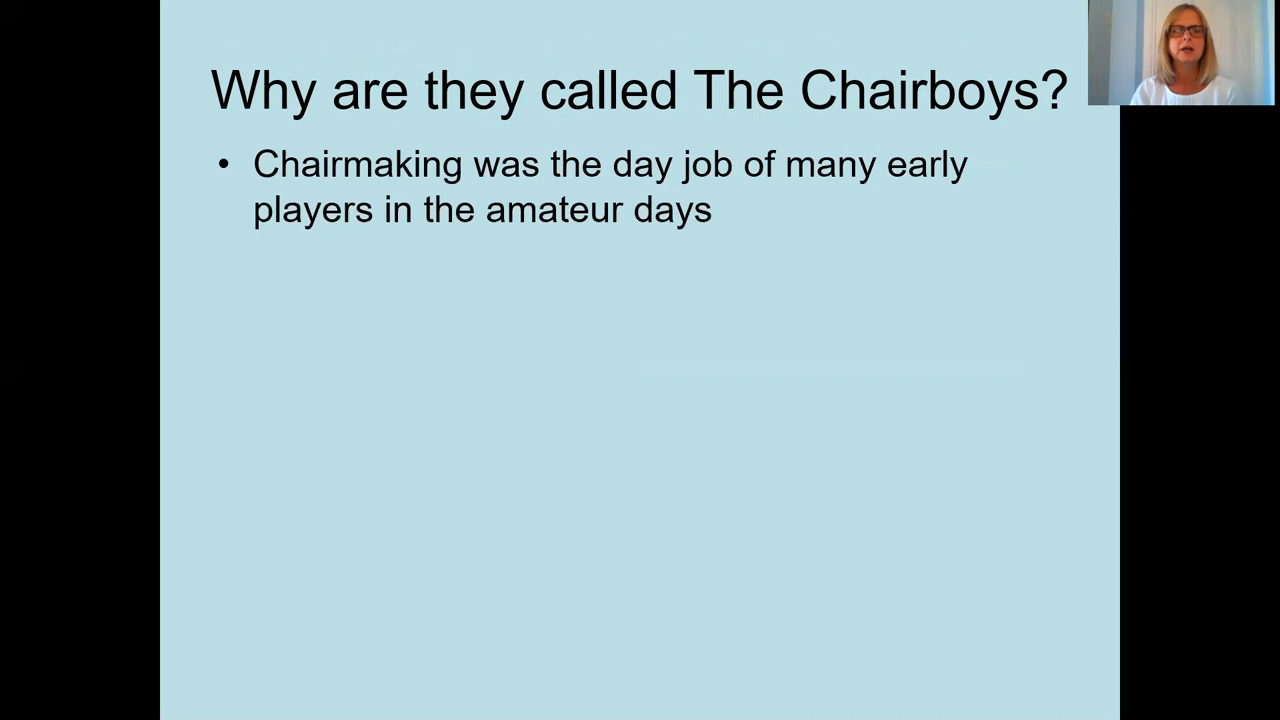 Why are they called The Chairboys?
• Chairmaking was the day job of many early
players in the amateur days